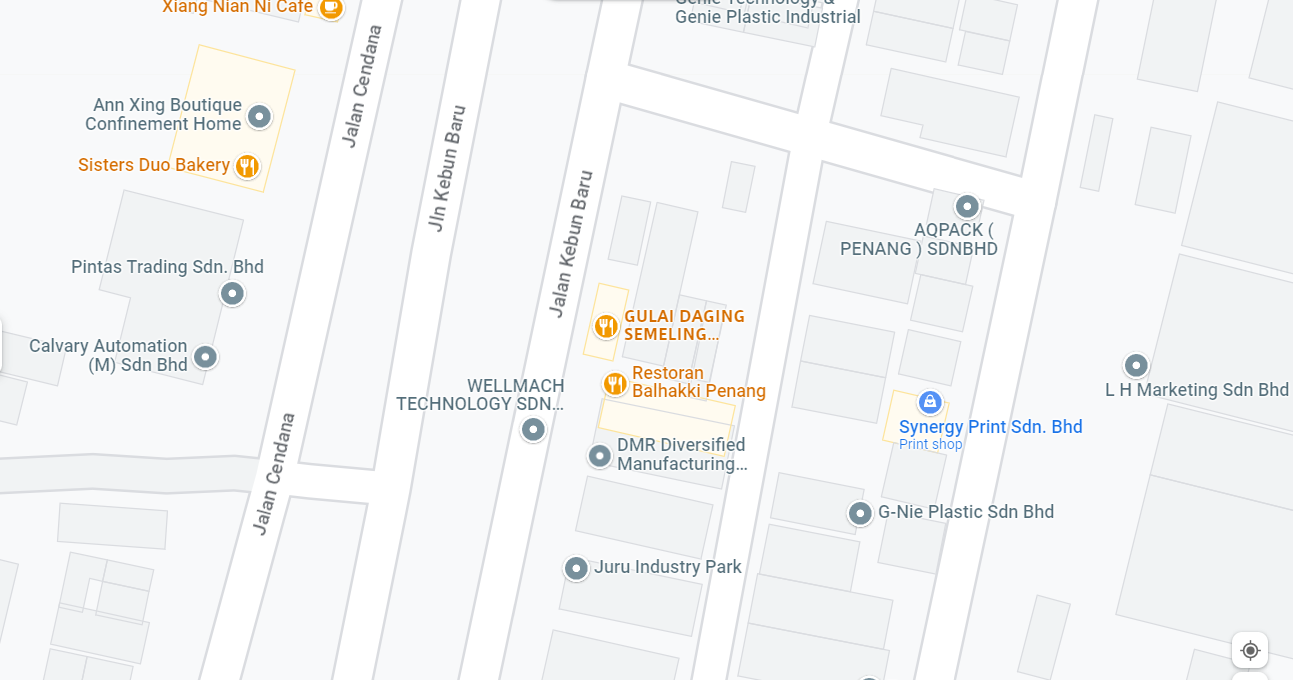 Xiang Nian Ni Cafe
Genie Technology &
Genie Plastic Industrial
Jalan Cendana
Ann Xing Boutique
Confinement Home
Jln Kebun Baru
Sisters Duo Bakery
Jalan Kebun Baru
AQPACK (
PENANG ) SDNBHD
Pintas Trading Sdn. Bhd
GULAI DAGING
SEMELING...
Calvary Automation
(M) Sdn Bhd
Restoran
Balhakki Penang
WELLMACH
TECHNOLOGY SDN...
L H Marketing Sdn Bhd
Synergy Print Sdn. Bhd
Print shop
DMR Diversified
Manufacturing...
Jalan Cendana
G-Nie Plastic Sdn Bhd
Juru Industry Park